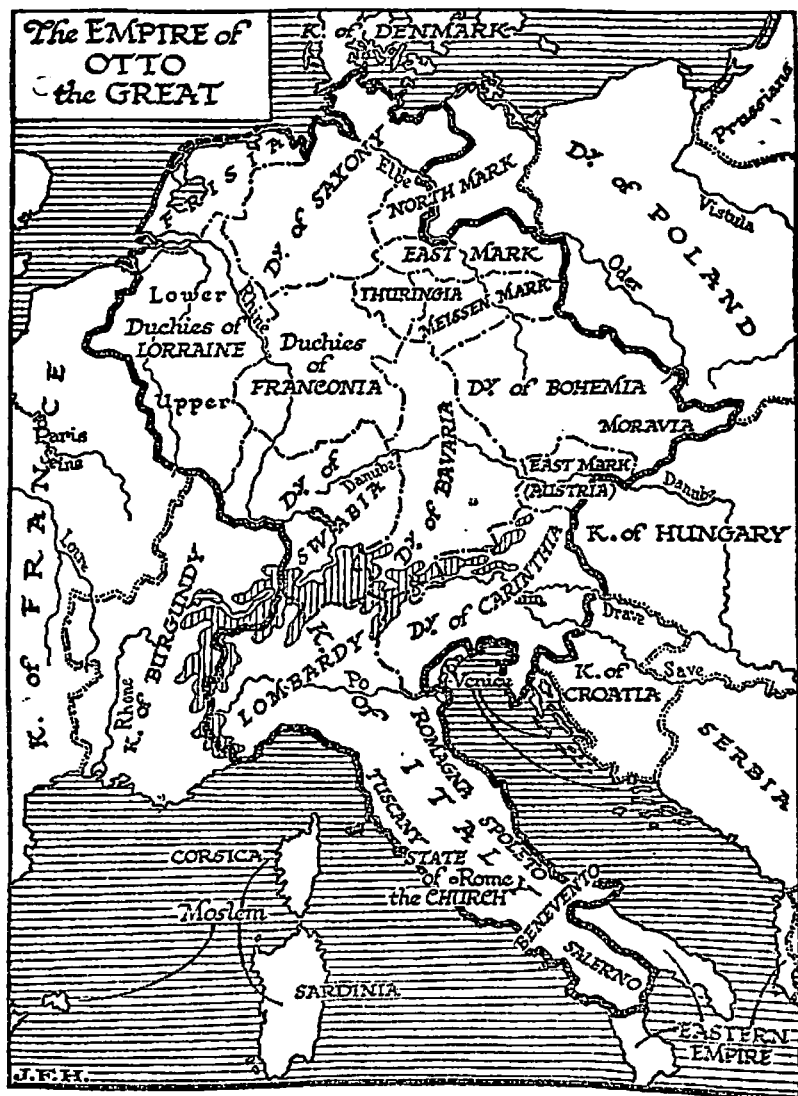 The EMPIRE of
OTTO
the GREAT
K. of DENMARK
Prussians
FRISIA
Dy. of SAXONY
Elbe
NORTH MARK
Dy. of POLAND
Vistula
EAST MARK
Oder
Lower
Rhine
THURINGIA
MEISSEN MARK
Duchies of
LORRAINE
Duchies
of
FRANCONIA
Dy. of BOHEMIA
Upper
MORAVIA
K. of FRANCE
Paris
Dy. of
SWABIA
Danube
Dy. of BAVARIA
EAST MARK
(AUSTRIA)
Danube
K. of HUNGARY
Loire
K. of BURGUNDY
Rhone
Dy. of CARINTHIA
Drave
Save
K. of
LOMBARDY
Po
Venice
K. of
CROATIA
SERBIA
ROMAGNA
ITALY
TUSCANY
SPOLETO
STATE
of Rome
the CHURCH
BENEVENTO
SALERNO
CORSICA
Moslem
SARDINIA
EASTERN
EMPIRE
J.F.H.